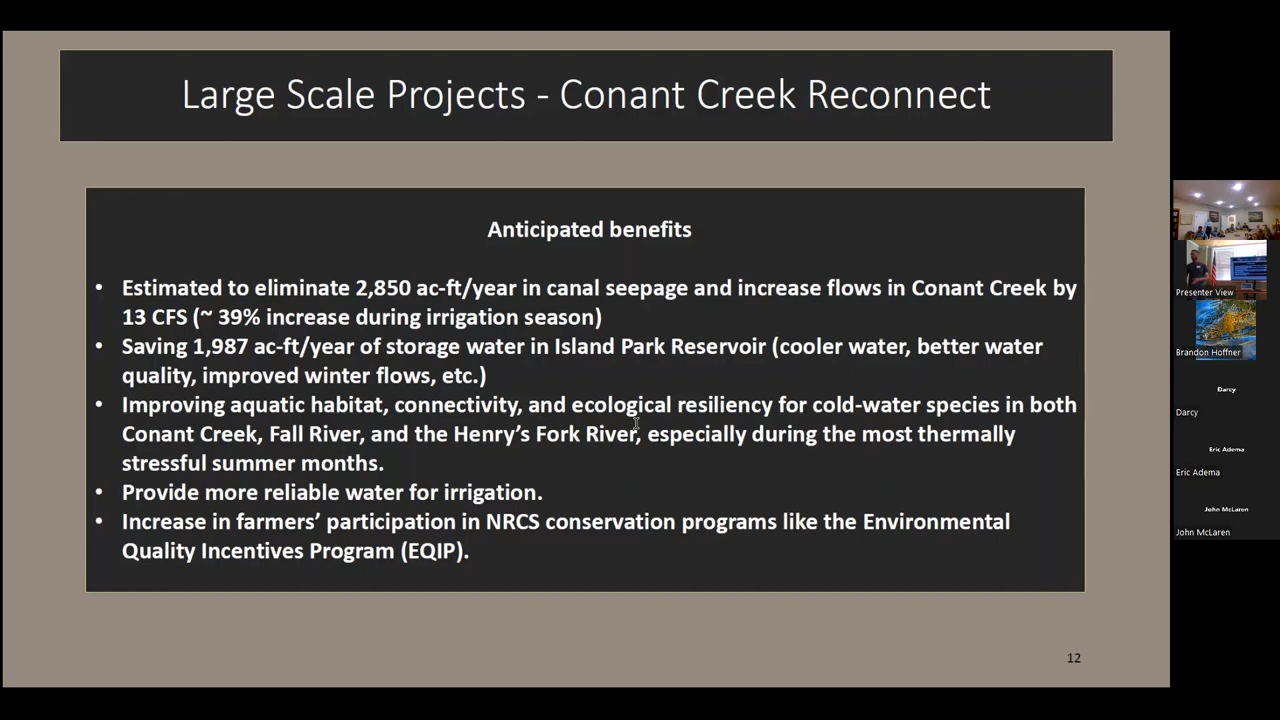 Large Scale Projects - Conant Creek Reconnect
Anticipated benefits
• Estimated to eliminate 2,850 ac-ft/year in canal seepage and increase flows in Conant Creek by
13 CFS (~ 39% increase during irrigation season)
• Saving 1,987 ac-ft/year of storage water in Island Park Reservoir (cooler water, better water
quality, improved winter flows, etc.)
• Improving aquatic habitat, connectivity, and ecological resiliency for cold-water species in both
Conant Creek, Fall River, and the Henry’s Fork River, especially during the most thermally
stressful summer months.
• Provide more reliable water for irrigation.
• Increase in farmers’ participation in NRCS conservation programs like the Environmental
Quality Incentives Program (EQIP).
12
Presenter View
Brandon Hoffner
Darcy
Darcy
Eric Adema
Eric Adema
John McLaren
John McLaren